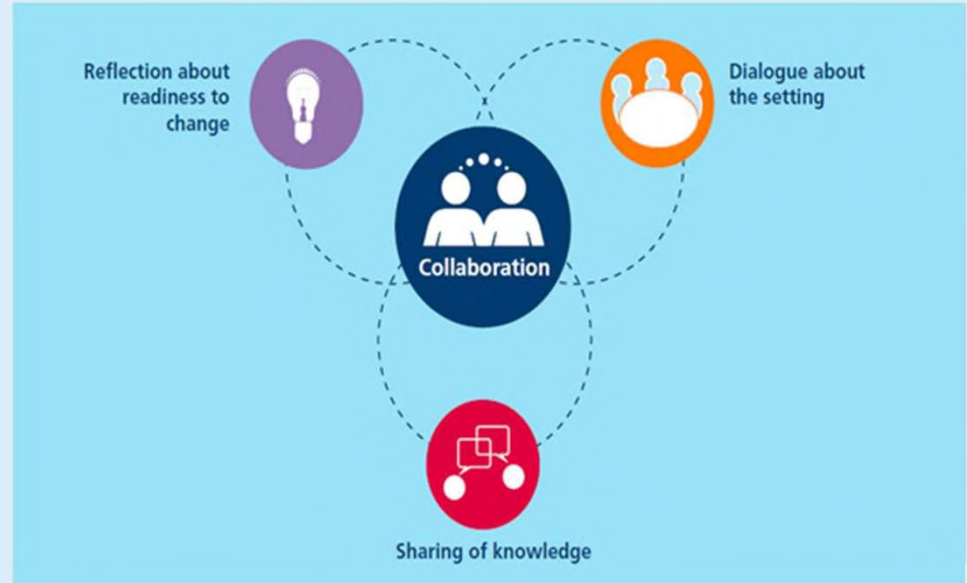 Reflection about
readiness to
change
Dialogue about
the setting
Collaboration
Sharing of knowledge